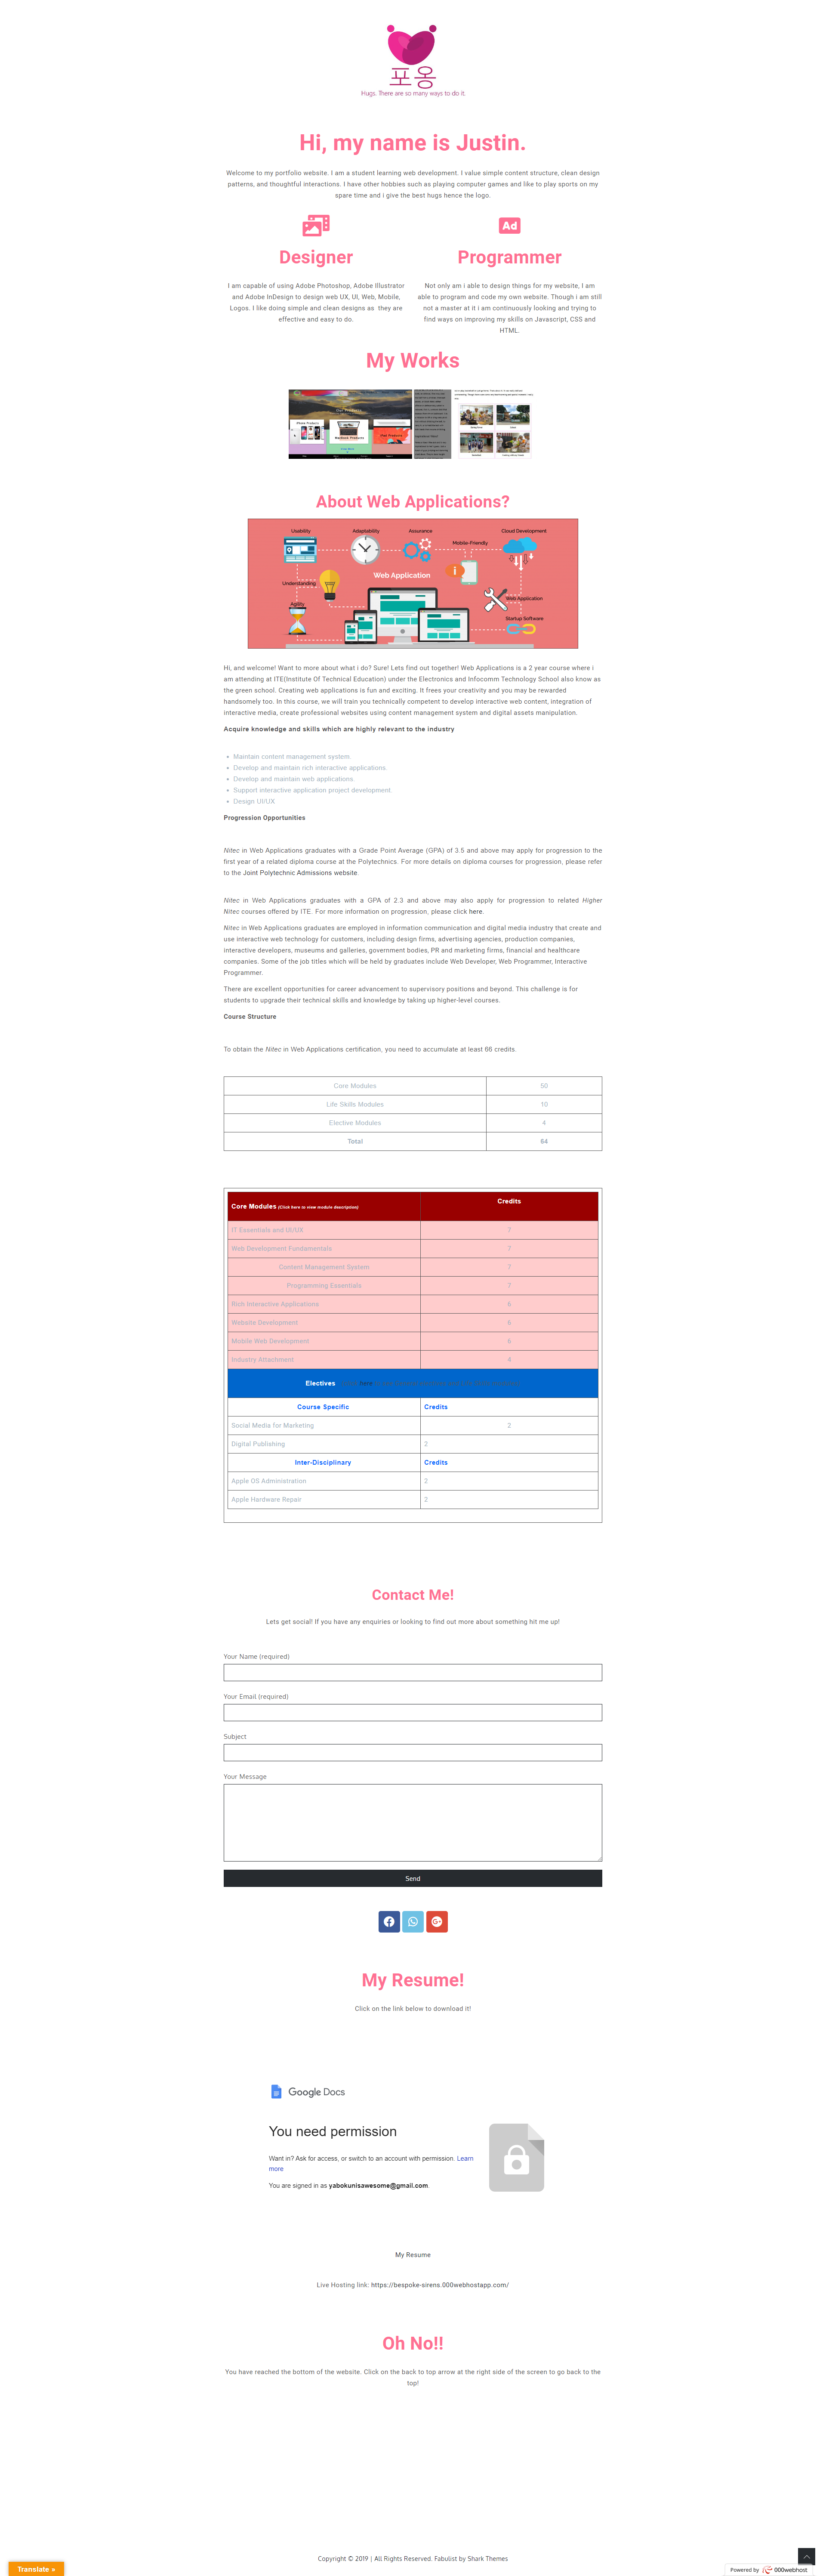 포옹
Hugs. There are so many ways to do it.
Hi, my name is Justin.
Welcome to my portfolio website. I am a student learning web development. I value simple content structure, clean design
patterns, and thoughtful interactions. I have other hobbies such as playing computer games and like to play sports on my
spare time and i give the best hugs hence the logo.
Ad
Designer
I am capable of using Adobe Photoshop, Adobe Illustrator
and Adobe InDesign to design web UX, UI, Web, Mobile,
Logos. I like doing simple and clean designs as they are
effective and easy to do.
Programmer
Not only am i able to design things for my website, I am
able to program and code my own website. Though i am still
not a master at it i am continuously looking and trying to
find ways on improving my skills on Javascript, CSS and
HTML.
My Works
Our Products
About Web Applications?
Usability
Adaptability
Assurance
Cloud Development
Mobile-Friendly
Web Application
Understanding
Agility
Web Application
Startup Software
Hi, and welcome! Want to more about what i do? Sure! Lets find out together! Web Applications is a 2 year course where i
am attending at ITE(Institute Of Technical Education) under the Electronics and Infocomm Technology School also know as
the green school. Creating web applications is fun and exciting. It frees your creativity and you may be rewarded
handsomely too. In this course, we will train you technically competent to develop interactive web content, integration of
interactive media, create professional websites using content management system and digital assets manipulation.
Acquire knowledge and skills which are highly relevant to the industry
Maintain content management system
Develop and maintain rich interactive applications
Develop and maintain web applications
Support interactive application project development
Design UI/UX
Progression Opportunities
Nitec in Web Applications graduates with a Grade Point Average (GPA) of 3.5 and above may apply for progression to the
first year of a related diploma course at the Polytechnics. For more details on diploma courses for progression, please refer
to the Joint Polytechnic Admissions website.
Nitec in Web Applications graduates with a GPA of 2.3 and above may also apply for progression to related Higher
Nitec courses offered by ITE. For more information on progression, please click here.
Nitec in Web Applications graduates are employed in information communication and digital media industry that create and
use interactive web technology for customers, including design firms, advertising agencies, production companies,
interactive developers, museums and galleries, government bodies, PR and marketing firms, financial and healthcare
companies. Some of the job titles which will be held by graduates include Web Developer, Web Programmer, Interactive
Programmer.
There are excellent opportunities for career advancement to supervisory positions and beyond. This challenge is for
students to upgrade their technical skills and knowledge by taking up higher-level courses.
Course Structure
To obtain the Nitec in Web Applications certification, you need to accumulate at least 66 credits.
Core Modules 50
Life Skills Modules 10
Elective Modules 4
Total 64
Core Modules (Click here to view module description) Credits
IT Essentials and UI/UX 7
Web Development Fundamentals 7
Content Management System 7
Programming Essentials 7
Rich Interactive Applications 6
Website Development 6
Mobile Web Development 6
Industry Attachment 4
Electives here
Course Specific Credits
Social Media for Marketing 2
Digital Publishing 2
Inter-Disciplinary Credits
Apple OS Administration 2
Apple Hardware Repair 2
Contact Me!
Lets get social! If you have any enquiries or looking to find out more about something hit me up!
Your Name (required)
Your Email (required)
Subject
Your Message
Send
My Resume!
Click on the link below to download it!
Google Docs
You need permission
Want in? Ask for access, or switch to an account with permission. Learn
more
You are signed in as yabokunisawesome@gmail.com.
My Resume
Live Hosting link: https://bespoke-sirens.000webhostapp.com/
Oh No!!
You have reached the bottom of the website. Click on the back to top arrow at the right side of the screen to go back to the
top!
Copyright © 2019 | All Rights Reserved. Fabulist by Shark Themes
Translate »
Powered by 000webhost